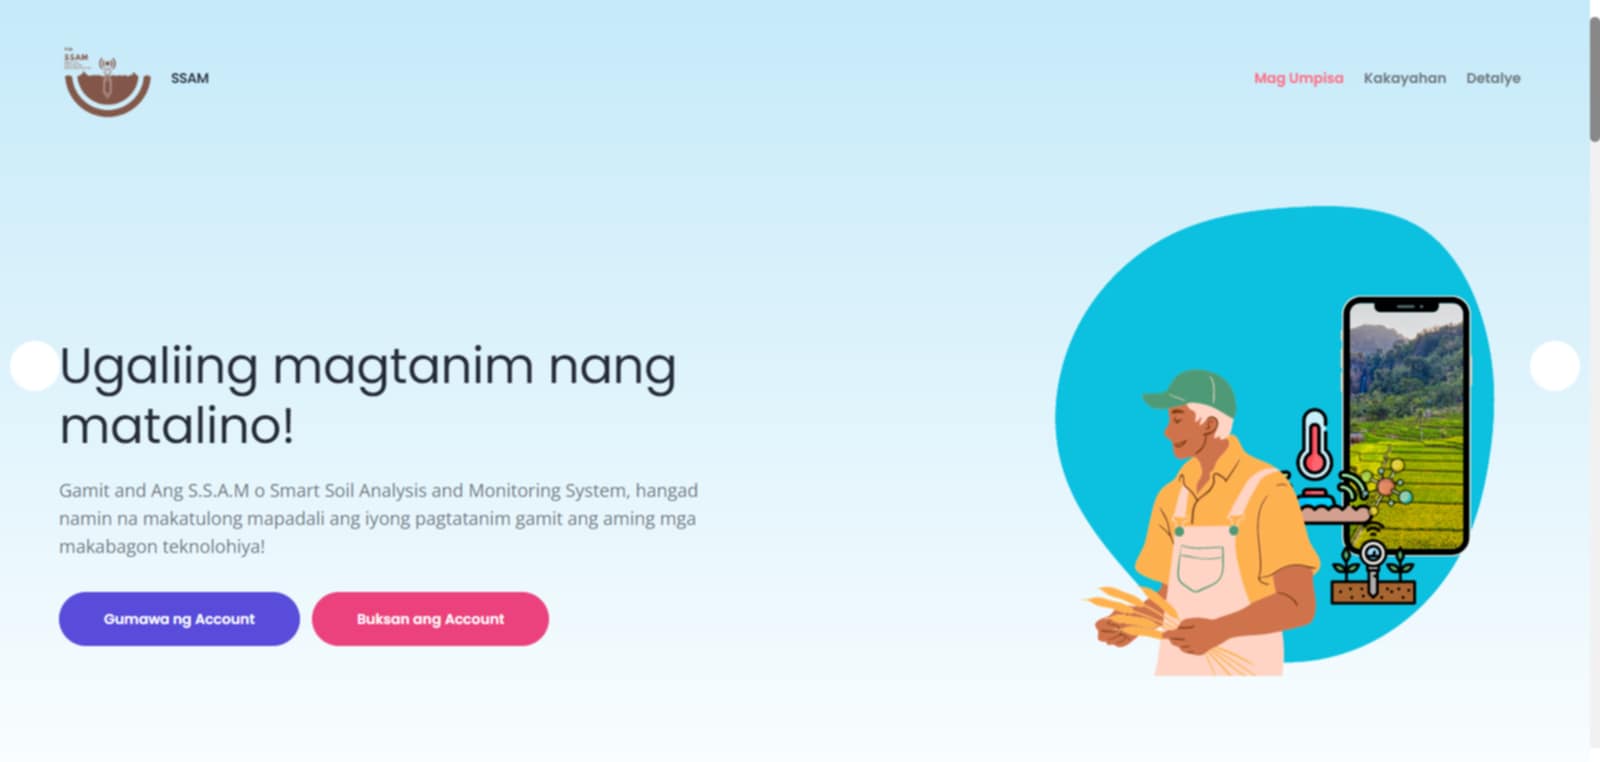 SSAM
SSAM
Mag Umpisa
Kakayahan
Detalye
Ugaliing magtanim nang
matalino!
Gamit and Ang S.S.A.M o Smart Soil Analysis and Monitoring System, hangad
namin na makatulong mapadali ang iyong pagtatanim gamit ang aming mga
makabagon teknolohiya!
Gumawa ng Account
Buksan ang Account